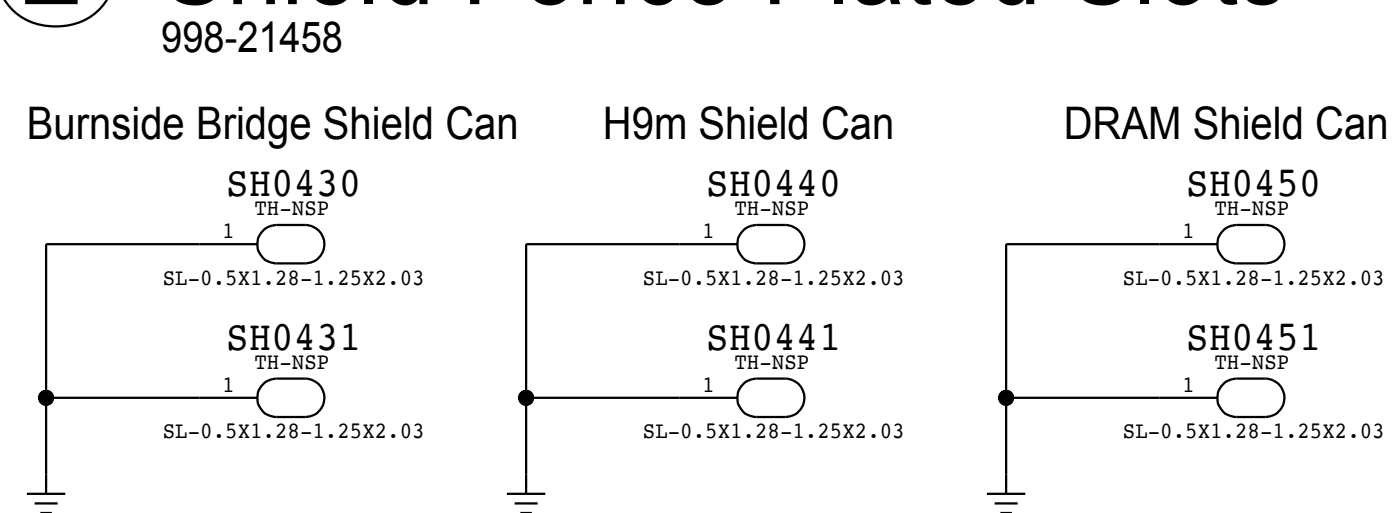 Shield Fence Plated Slots
998-21458
Burnside Bridge Shield Can
SH0430
TH-NSP
1
SL-0.5X1.28-1.25X2.03
SH0431
TH-NSP
1
SL-0.5X1.28-1.25X2.03
H9m Shield Can
SH0440
TH-NSP
1
SL-0.5X1.28-1.25X2.03
SH0441
TH-NSP
1
SL-0.5X1.28-1.25X2.03
DRAM Shield Can
SH0450
TH-NSP
1
SL-0.5X1.28-1.25X2.03
SH0451
TH-NSP
1
SL-0.5X1.28-1.25X2.03